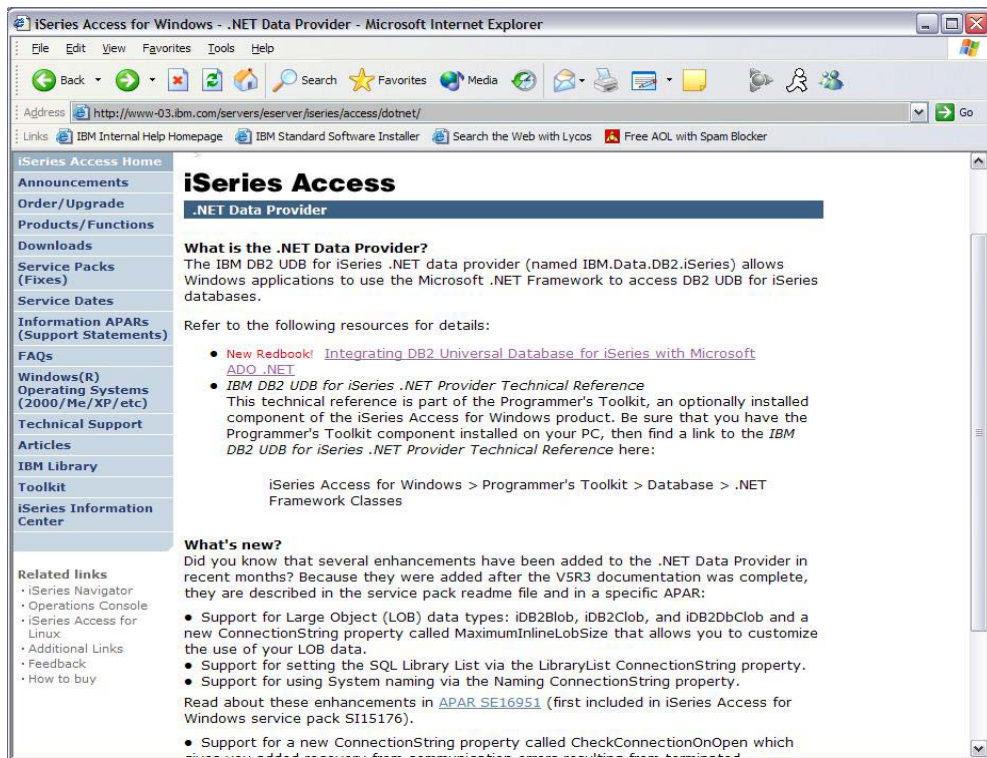 iSeries Access for Windows - .NET Data Provider - Microsoft Internet Explorer
File Edit View Favorites Tools Help
Back Search Favorites Media
Address http://www-03.ibm.com/servers/eserver/iseries/access/dotnet/ Go
Links IBM Internal Help Homepage IBM Standard Software Installer Search the Web with Lycos Free AOL with Spam Blocker
iSeries Access Home
Announcements
Order/Upgrade
Products/Functions
Downloads
Service Packs
(Fixes)
Service Dates
Information APARs
(Support Statements)
FAQs
Windows(R)
Operating Systems
(2000/Me/XP/etc)
Technical Support
Articles
IBM Library
Toolkit
iSeries Information
Center
Related links
· iSeries Navigator
· Operations Console
· iSeries Access for
Linux
· Additional Links
· Feedback
· How to buy
>
iSeries Access
.NET Data Provider
What is the .NET Data Provider?
The IBM DB2 UDB for iSeries .NET data provider (named IBM.Data.DB2.iSeries) allows
Windows applications to use the Microsoft .NET Framework to access DB2 UDB for iSeries
databases.
Refer to the following resources for details:
• New Redbook! Integrating DB2 Universal Database for iSeries with Microsoft
ADO .NET
• IBM DB2 UDB for iSeries .NET Provider Technical Reference
This technical reference is part of the Programmer's Toolkit, an optionally installed
component of the iSeries Access for Windows product. Be sure that you have the
Programmer's Toolkit component installed on your PC, then find a link to the IBM
DB2 UDB for iSeries .NET Provider Technical Reference here:
iSeries Access for Windows > Programmer's Toolkit > Database > .NET
Framework Classes
What's new?
Did you know that several enhancements have been added to the .NET Data Provider in
recent months? Because they were added after the V5R3 documentation was complete,
they are described in the service pack readme file and in a specific APAR:
• Support for Large Object (LOB) data types: iDB2Blob, iDB2Clob, and iDB2DbClob and a
new ConnectionString property called MaximumInlineLobSize that allows you to customize
the use of your LOB data.
• Support for setting the SQL Library List via the LibraryList ConnectionString property.
• Support for using System naming via the Naming ConnectionString property.
Read about these enhancements in APAR SE16951 (first included in iSeries Access for
Windows service pack SI15176).
• Support for a new ConnectionString property called CheckConnectionOnOpen which
gives you added recovery from communication errors resulting from terminated